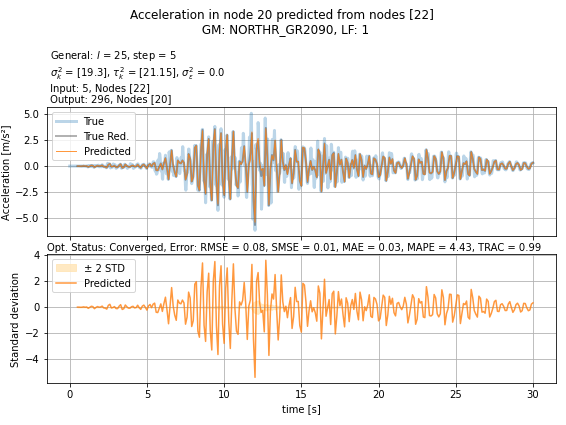 Acceleration in node 20 predicted from nodes [22]
GM: NORTHR_GR2090, LF: 1
General: l = 25, step = 5
σ²ₖ = [19.3], τ²ₖ = [21.15], σ²ε = 0.0
Input: 5, Nodes [22]
Output: 296, Nodes [20]
Acceleration [m/s²]
5.0
2.5
0.0
−2.5
−5.0
True
True Red.
Predicted
Opt. Status: Converged, Error: RMSE = 0.08, SMSE = 0.01, MAE = 0.03, MAPE = 4.43, TRAC = 0.99
Standard deviation
4
2
0
−2
−4
± 2 STD
Predicted
0
5
10
15
20
25
30
time [s]